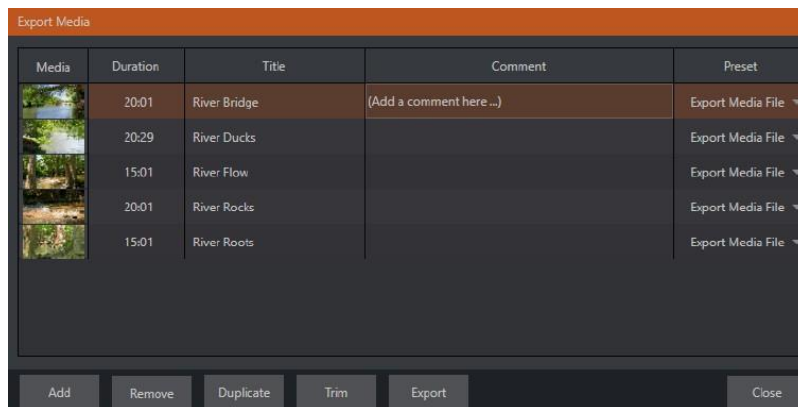 Export Media
Media Duration Title Comment Preset
20:01 River Bridge (Add a comment here ...) Export Media File
20:29 River Ducks Export Media File
15:01 River Flow Export Media File
20:01 River Rocks Export Media File
15:01 River Roots Export Media File
Add Remove Duplicate Trim Export Close